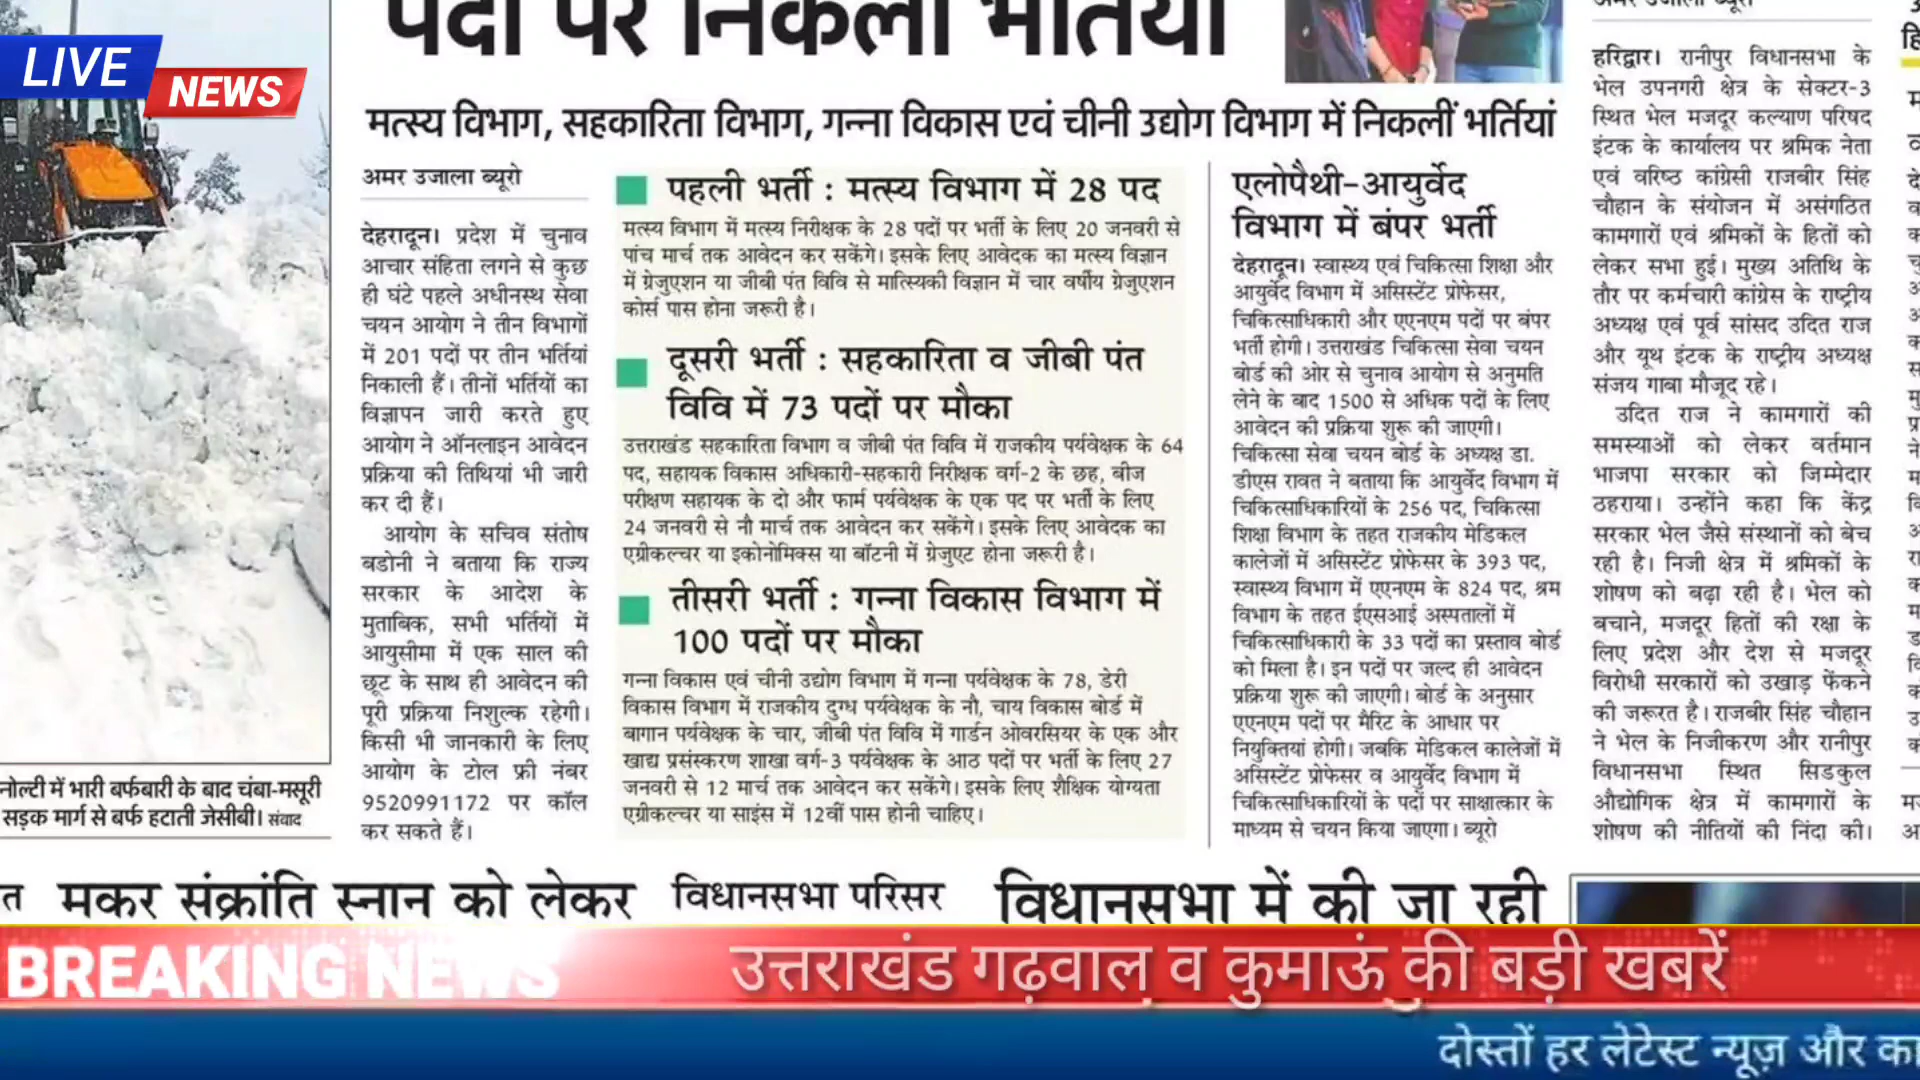 LIVE
NEWS
पदों पर निकली भर्तियां
मत्स्य विभाग, सहकारिता विभाग, गन्ना विकास एवं चीनी उद्योग विभाग में निकलीं भर्तियां
अमर उजाला ब्यूरो
देहरादून। प्रदेश में चुनाव
आचार संहिता लगने से कुछ
ही घंटे पहले अधीनस्थ सेवा
चयन आयोग ने तीन विभागों
में 201 पदों पर तीन भर्तियां
निकाली हैं। तीनों भर्तियों का
विज्ञापन जारी करते हुए
आयोग ने ऑनलाइन आवेदन
प्रक्रिया की तिथियां भी जारी
कर दी हैं।
आयोग के सचिव संतोष
बडोनी ने बताया कि राज्य
सरकार के आदेश के
मुताबिक, सभी भर्तियों में
आयुसीमा में एक साल की
छूट के साथ ही आवेदन की
पूरी प्रक्रिया निशुल्क रहेगी।
किसी भी जानकारी के लिए
आयोग के टोल फ्री नंबर
9520991172 पर कॉल
कर सकते हैं।
पहली भर्ती : मत्स्य विभाग में 28 पद
मत्स्य विभाग में मत्स्य निरीक्षक के 28 पदों पर भर्ती के लिए 20 जनवरी से
पांच मार्च तक आवेदन कर सकेंगे। इसके लिए आवेदक का मत्स्य विज्ञान
में ग्रेजुएशन या जीबी पंत विवि से मात्स्यिकी विज्ञान में चार वर्षीय ग्रेजुएशन
कोर्स पास होना जरूरी है।
दूसरी भर्ती : सहकारिता व जीबी पंत
विवि में 73 पदों पर मौका
उत्तराखंड सहकारिता विभाग व जीबी पंत विवि में राजकीय पर्यवेक्षक के 64
पद, सहायक विकास अधिकारी-सहकारी निरीक्षक वर्ग-2 के छह, बीज
परीक्षण सहायक के दो और फार्म पर्यवेक्षक के एक पद पर भर्ती के लिए
24 जनवरी से नौ मार्च तक आवेदन कर सकेंगे। इसके लिए आवेदक का
एग्रीकल्चर या इकोनोमिक्स या बॉटनी में ग्रेजुएट होना जरूरी है।
तीसरी भर्ती : गन्ना विकास विभाग में
100 पदों पर मौका
गन्ना विकास एवं चीनी उद्योग विभाग में गन्ना पर्यवेक्षक के 78, डेरी
विकास विभाग में राजकीय दुग्ध पर्यवेक्षक के नौ, चाय विकास बोर्ड में
बागान पर्यवेक्षक के चार, जीबी पंत विवि में गार्डन ओवरसियर के एक और
खाद्य प्रसंस्करण शाखा वर्ग-3 पर्यवेक्षक के आठ पदों पर भर्ती के लिए 27
जनवरी से 12 मार्च तक आवेदन कर सकेंगे। इसके लिए शैक्षिक योग्यता
एग्रीकल्चर या साइंस में 12वीं पास होनी चाहिए।
एलोपैथी-आयुर्वेद
विभाग में बंपर भर्ती
देहरादून। स्वास्थ्य एवं चिकित्सा शिक्षा और
आयुर्वेद विभाग में असिस्टेंट प्रोफेसर,
चिकित्साधिकारी और एएनएम पदों पर बंपर
भर्ती होगी। उत्तराखंड चिकित्सा सेवा चयन
बोर्ड की ओर से चुनाव आयोग से अनुमति
लेने के बाद 1500 से अधिक पदों के लिए
आवेदन की प्रक्रिया शुरू की जाएगी।
चिकित्सा सेवा चयन बोर्ड के अध्यक्ष डा.
डीएस रावत ने बताया कि आयुर्वेद विभाग में
चिकित्साधिकारियों के 256 पद, चिकित्सा
शिक्षा विभाग के तहत राजकीय मेडिकल
कालेजों में असिस्टेंट प्रोफेसर के 393 पद,
स्वास्थ्य विभाग में एएनएम के 824 पद, श्रम
विभाग के तहत ईएसआई अस्पतालों में
चिकित्साधिकारी के 33 पदों का प्रस्ताव बोर्ड
को मिला है। इन पदों पर जल्द ही आवेदन
प्रक्रिया शुरू की जाएगी। बोर्ड के अनुसार
एएनएम पदों पर मैरिट के आधार पर
नियुक्तियां होगी। जबकि मेडिकल कालेजों में
असिस्टेंट प्रोफेसर व आयुर्वेद विभाग में
चिकित्साधिकारियों के पदों पर साक्षात्कार के
माध्यम से चयन किया जाएगा। ब्यूरो
अमर उजाला ब्यूरो
हरिद्वार। रानीपुर विधानसभा के
भेल उपनगरी क्षेत्र के सेक्टर-3
स्थित भेल मजदूर कल्याण परिषद
इंटक के कार्यालय पर श्रमिक नेता
एवं वरिष्ठ कांग्रेसी राजबीर सिंह
चौहान के संयोजन में असंगठित
कामगारों एवं श्रमिकों के हितों को
लेकर सभा हुई। मुख्य अतिथि के
तौर पर कर्मचारी कांग्रेस के राष्ट्रीय
अध्यक्ष एवं पूर्व सांसद उदित राज
और यूथ इंटक के राष्ट्रीय अध्यक्ष
संजय गाबा मौजूद रहे।
उदित राज ने कामगारों की
समस्याओं को लेकर वर्तमान
भाजपा सरकार को जिम्मेदार
ठहराया। उन्होंने कहा कि केंद्र
सरकार भेल जैसे संस्थानों को बेच
रही है। निजी क्षेत्र में श्रमिकों के
शोषण को बढ़ा रही है। भेल को
बचाने, मजदूर हितों की रक्षा के
लिए प्रदेश और देश से मजदूर
विरोधी सरकारों को उखाड़ फेंकने
की जरूरत है। राजबीर सिंह चौहान
ने भेल के निजीकरण और रानीपुर
विधानसभा स्थित सिडकुल
औद्योगिक क्षेत्र में कामगारों के
शोषण की नीतियों की निंदा की।
नोल्टी में भारी बर्फबारी के बाद चंबा-मसूरी
सड़क मार्ग से बर्फ हटाती जेसीबी। संवाद
त मकर संक्रांति स्नान को लेकर
विधानसभा परिसर
विधानसभा में की जा रही
BREAKING NEWS
उत्तराखंड गढ़वाल व कुमाऊं की बड़ी खबरें
दोस्तों हर लेटेस्ट न्यूज़ और का